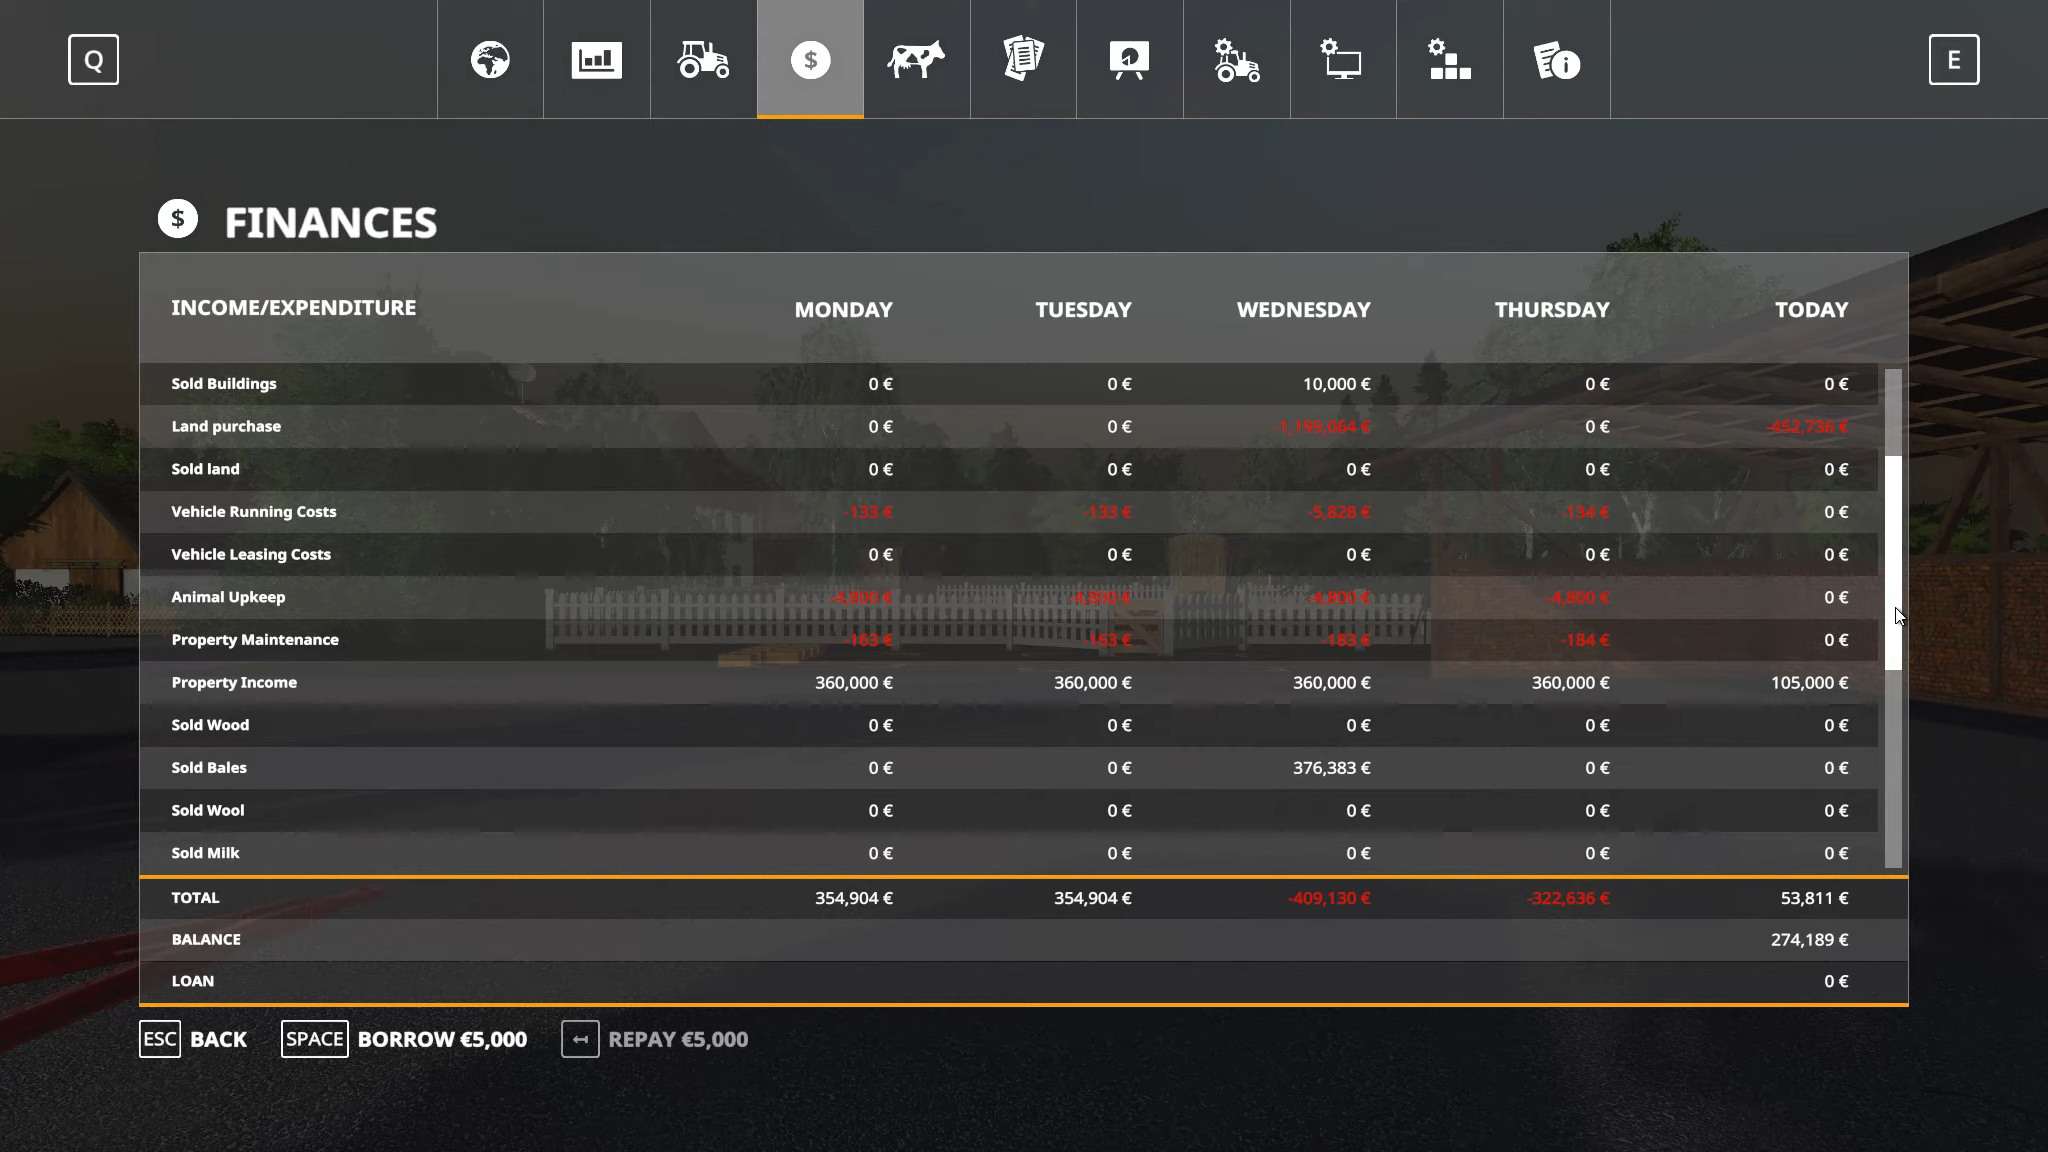 Q
$
E
$ FINANCES
INCOME/EXPENDITURE MONDAY TUESDAY WEDNESDAY THURSDAY TODAY
Sold Buildings 0 € 0 € 10,000 € 0 € 0 €
Land purchase 0 € 0 € -1,199,064 € 0 € -452,736 €
Sold land 0 € 0 € 0 € 0 € 0 €
Vehicle Running Costs -133 € -133 € -5,828 € -134 € 0 €
Vehicle Leasing Costs 0 € 0 € 0 € 0 € 0 €
Animal Upkeep -4,800 € -4,800 € -4,800 € -4,800 € 0 €
Property Maintenance -163 € -163 € -183 € -184 € 0 €
Property Income 360,000 € 360,000 € 360,000 € 360,000 € 105,000 €
Sold Wood 0 € 0 € 0 € 0 € 0 €
Sold Bales 0 € 0 € 376,383 € 0 € 0 €
Sold Wool 0 € 0 € 0 € 0 € 0 €
Sold Milk 0 € 0 € 0 € 0 € 0 €
TOTAL 354,904 € 354,904 € -409,130 € -322,636 € 53,811 €
BALANCE 274,189 €
LOAN 0 €
ESC BACK SPACE BORROW €5,000 REPAY €5,000